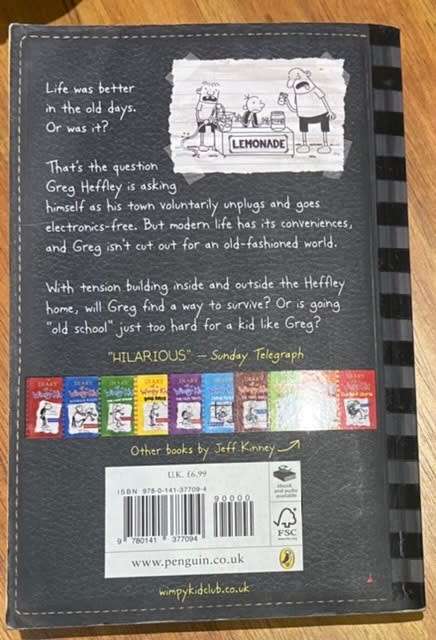 Life was better
in the old days.
Or was it?
LEMONADE
That's the question
Greg Heffley is asking
himself as his town voluntarily unplugs and goes
electronics-free. But modern life has its conveniences,
and Greg isn't cut out for an old-fashioned world.
With tension building inside and outside the Heffley
home, will Greg find a way to survive? Or is going
"old school" just too hard for a kid like Greg?
"HILARIOUS" — Sunday Telegraph
Other books by Jeff Kinney
U.K. £6.99
ISBN 978-0-141-37709-4
90000
9 780141 377094
ebook
and audio
available
FSC
www.penguin.co.uk
wimpykidclub.co.uk